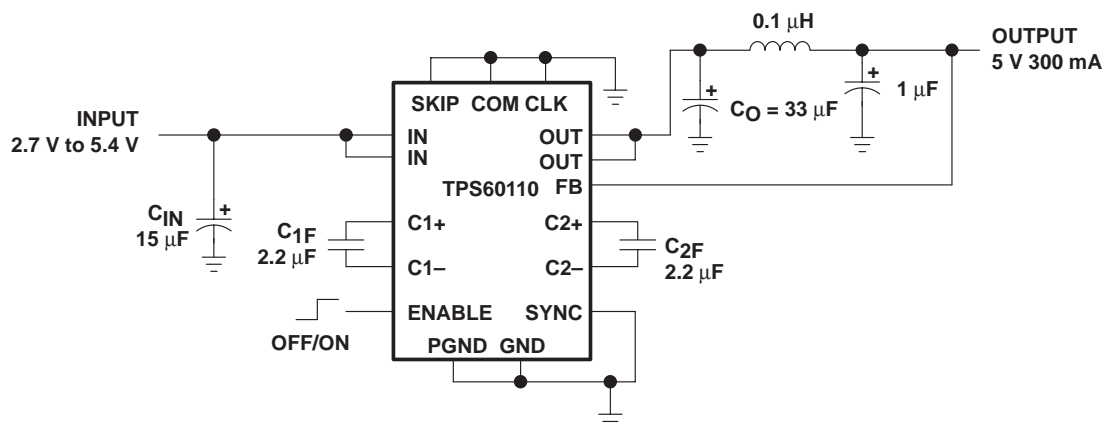 0.1 μH
OUTPUT
5 V 300 mA
+
+
1 μF
CO = 33 μF
SKIP COM CLK
INPUT
2.7 V to 5.4 V
IN
IN
OUT
OUT
TPS60110 FB
CIN
+
15 μF
C1F
2.2 μF
C1+
C1–
C2+
C2–
C2F
2.2 μF
ENABLE
SYNC
OFF/ON
PGND GND